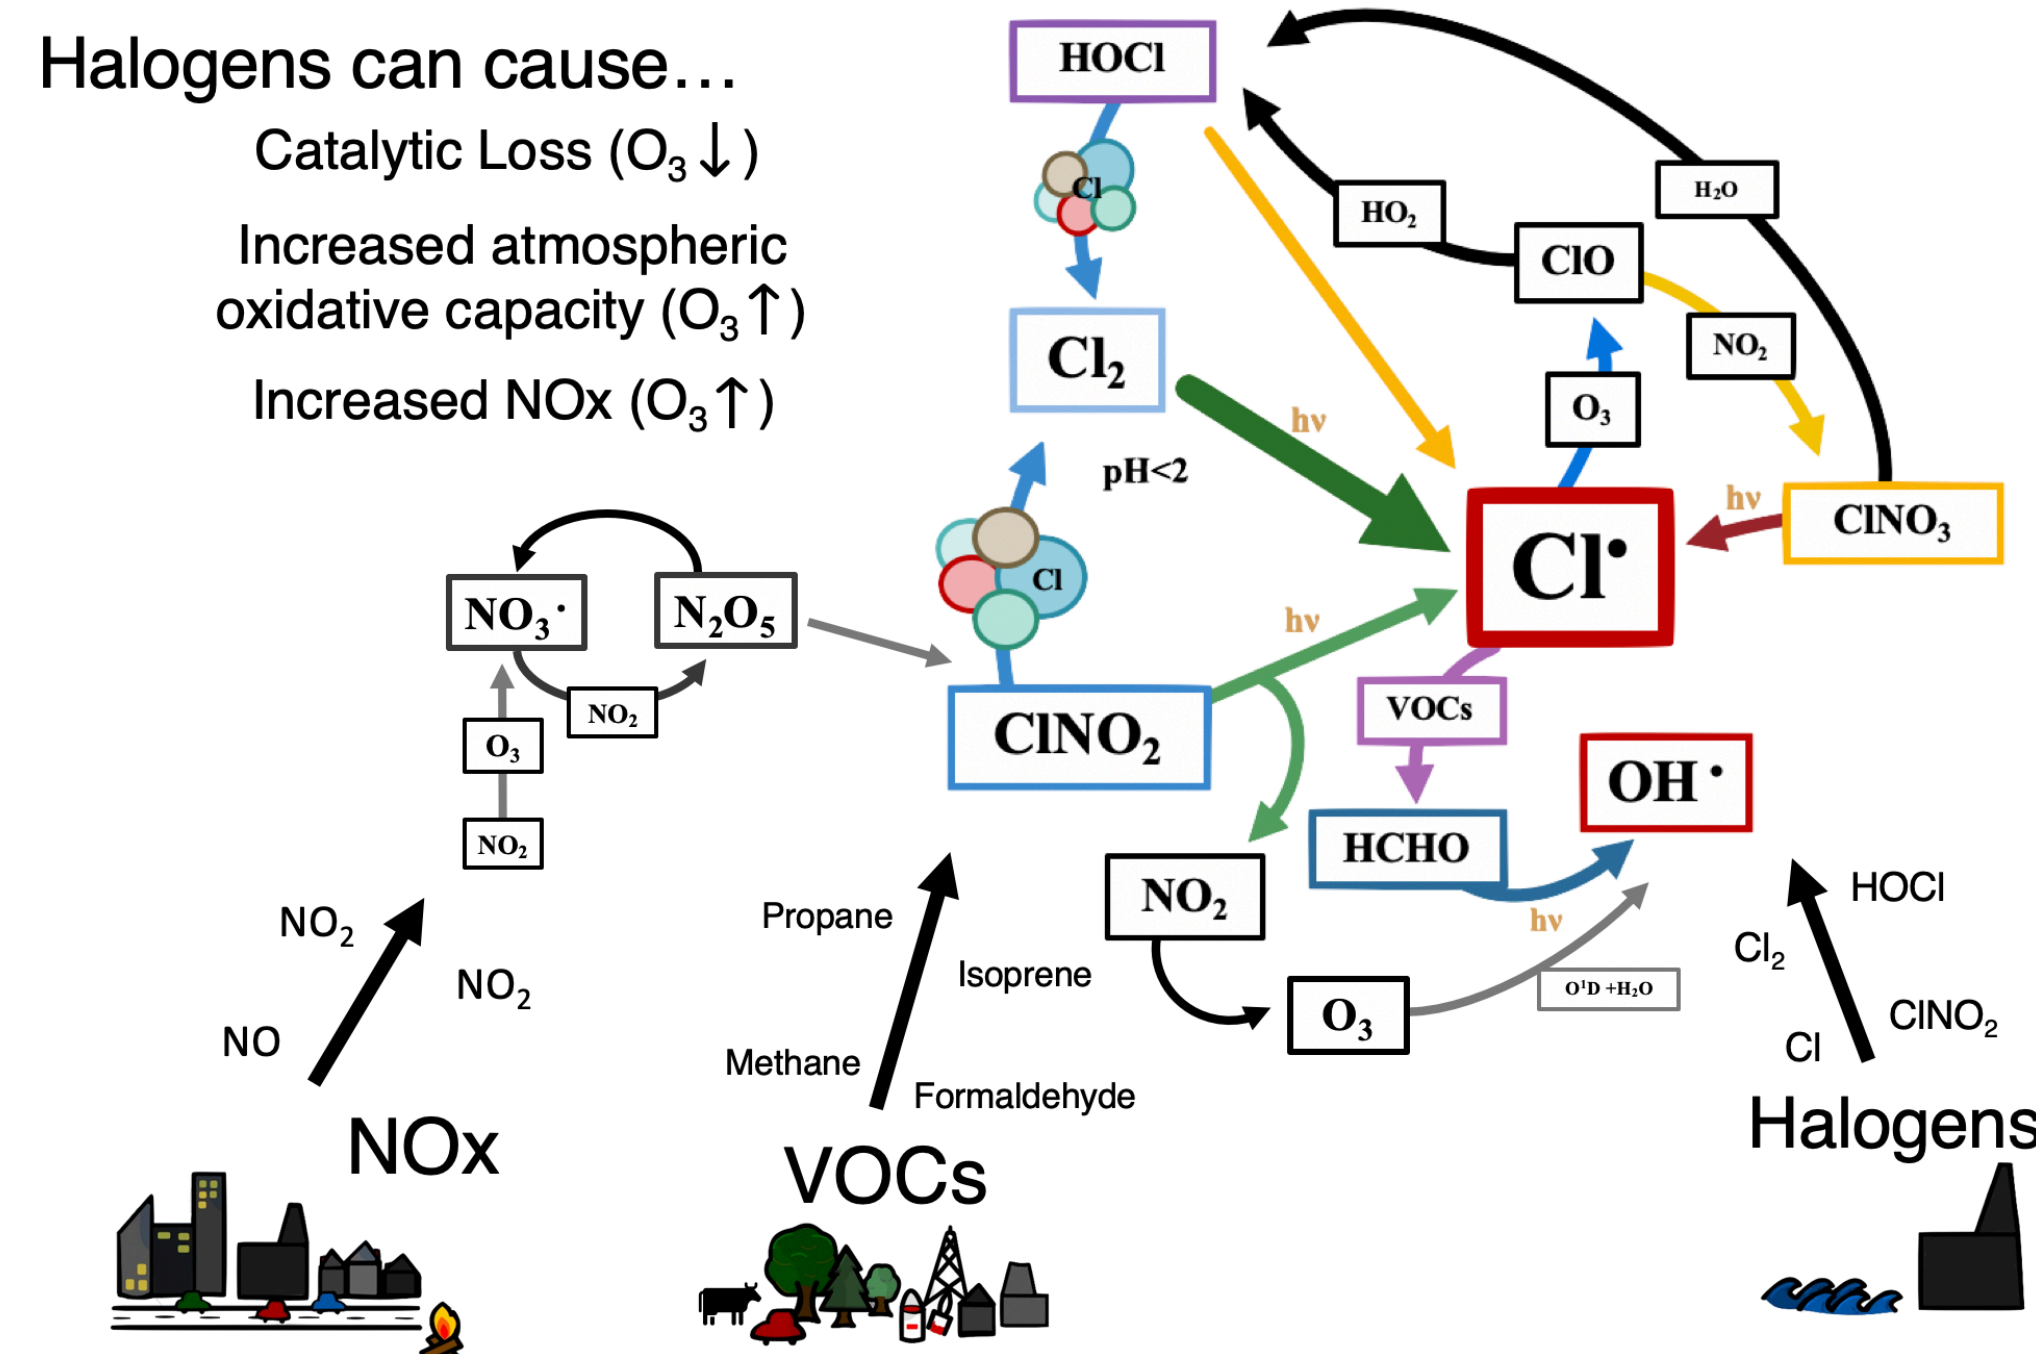 Halogens can cause…
Catalytic Loss (O₃↓)
Increased atmospheric
oxidative capacity (O₃↑)
Increased NOx (O₃↑)
HOCl
Cl
Cl₂
pH<2
hν
HO₂
H₂O
ClO
NO₂
O₃
hν
ClNO₃
Cl•
NO₃·
N₂O₅
NO₂
O₃
NO₂
Cl
ClNO₂
hν
VOCs
HCHO
OH·
hν
NO₂
O₃
O¹D +H₂O
NO₂
NO₂
NO
NOx
Propane
Isoprene
Methane
Formaldehyde
VOCs
HOCl
Cl₂
ClNO₂
Cl
Halogens